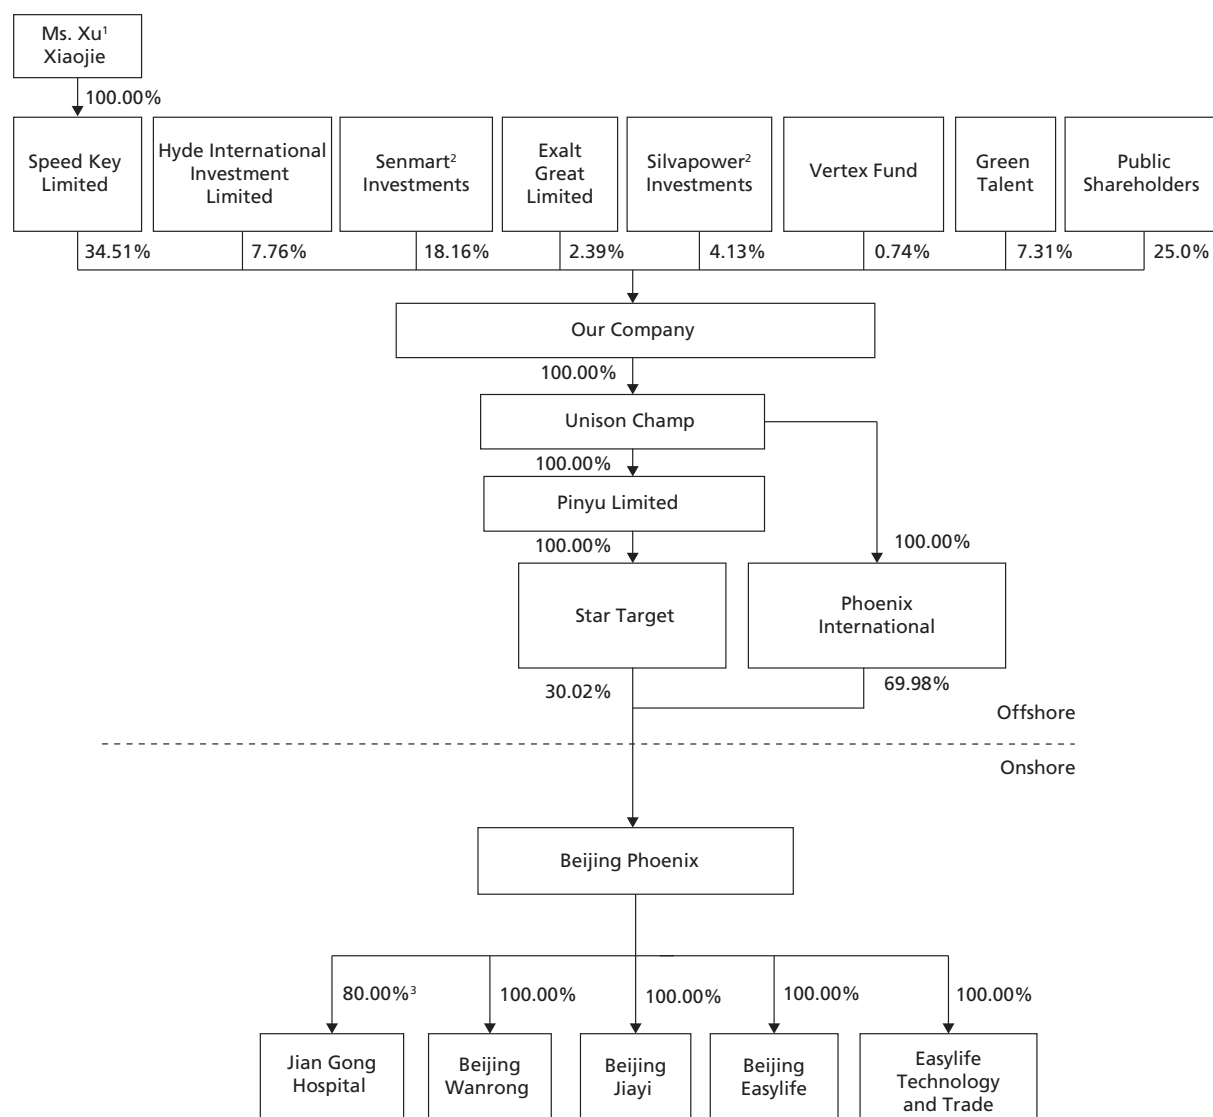 Ms. Xu¹
Xiaojie
100.00%
Speed Key
Limited
Hyde International
Investment
Limited
Senmart²
Investments
Exalt
Great
Limited
Silvapower²
Investments
Vertex Fund
Green
Talent
Public
Shareholders
34.51%
7.76%
18.16%
2.39%
4.13%
0.74%
7.31%
25.0%
Our Company
100.00%
Unison Champ
100.00%
Pinyu Limited
100.00%
100.00%
Star Target
Phoenix
International
30.02%
69.98%
Offshore
Onshore
Beijing Phoenix
80.00%³
100.00%
100.00%
100.00%
100.00%
Jian Gong
Hospital
Beijing
Wanrong
Beijing
Jiayi
Beijing
Easylife
Easylife
Technology
and Trade